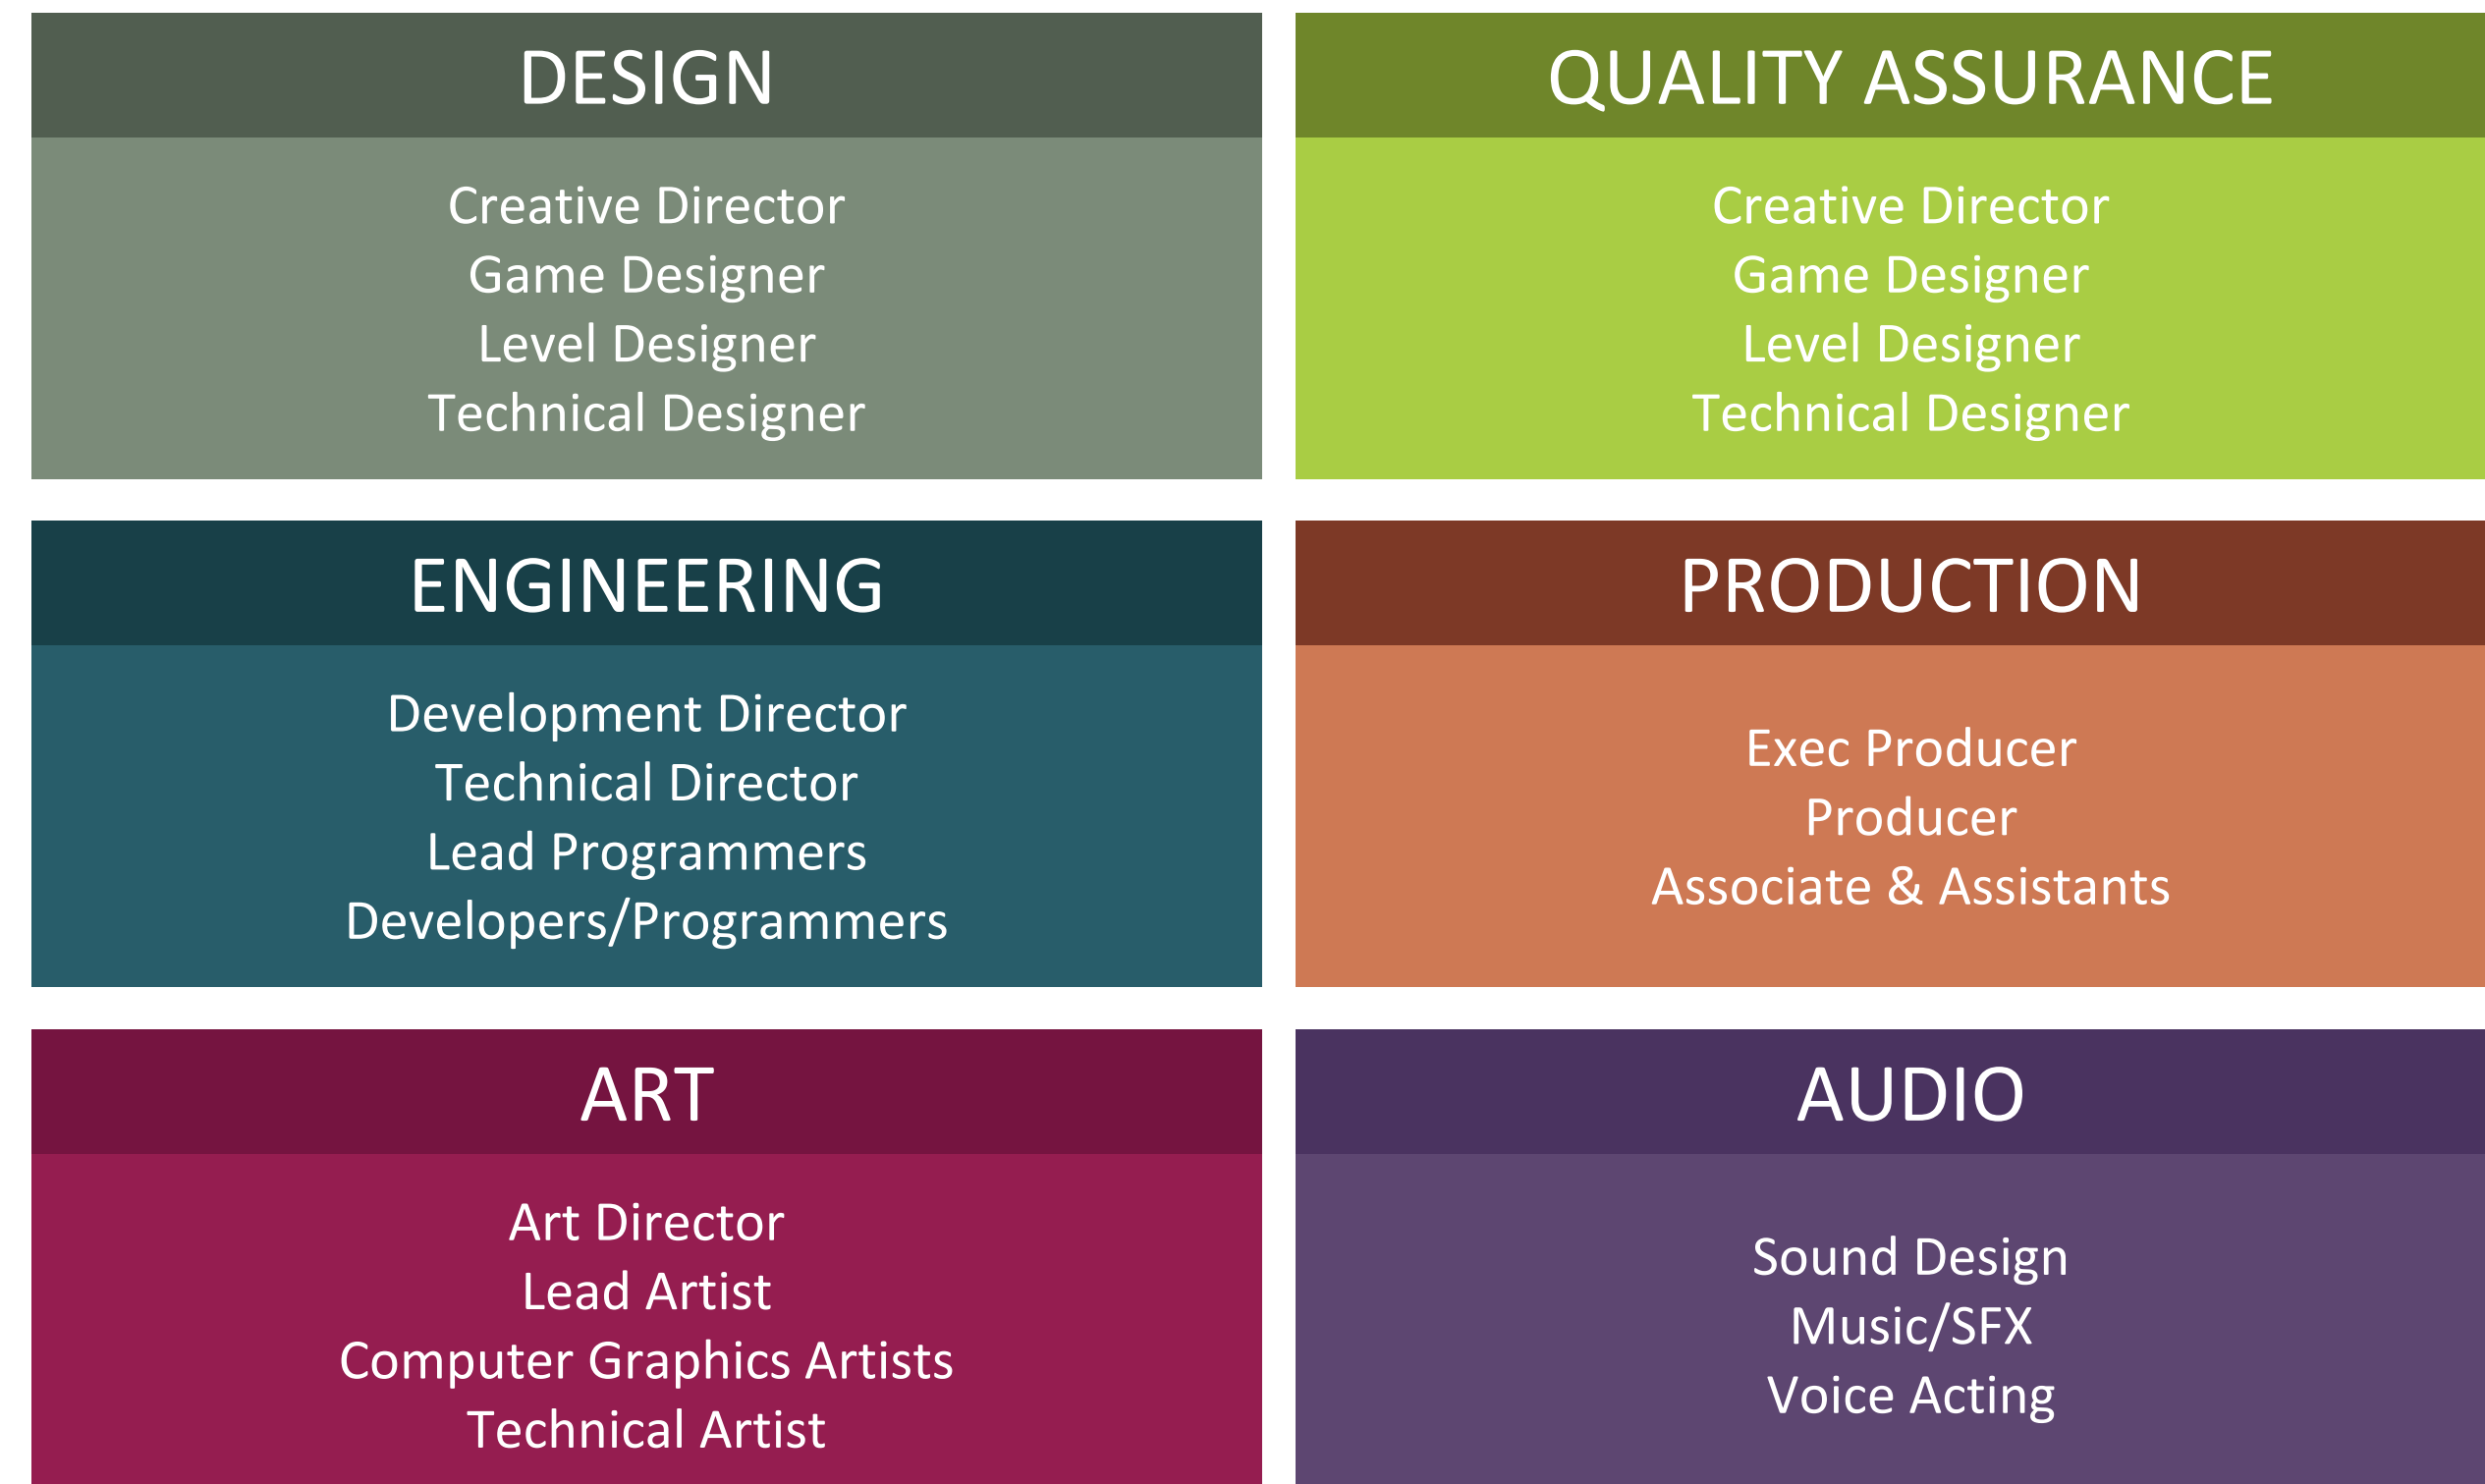 DESIGN
Creative Director
Game Designer
Level Designer
Technical Designer
QUALITY ASSURANCE
Creative Director
Game Designer
Level Designer
Technical Designer
ENGINEERING
Development Director
Technical Director
Lead Programmers
Developers/Programmers
PRODUCTION
Exec Producer
Producer
Associate & Assistants
ART
Art Director
Lead Artist
Computer Graphics Artists
Technical Artist
AUDIO
Sound Design
Music/SFX
Voice Acting